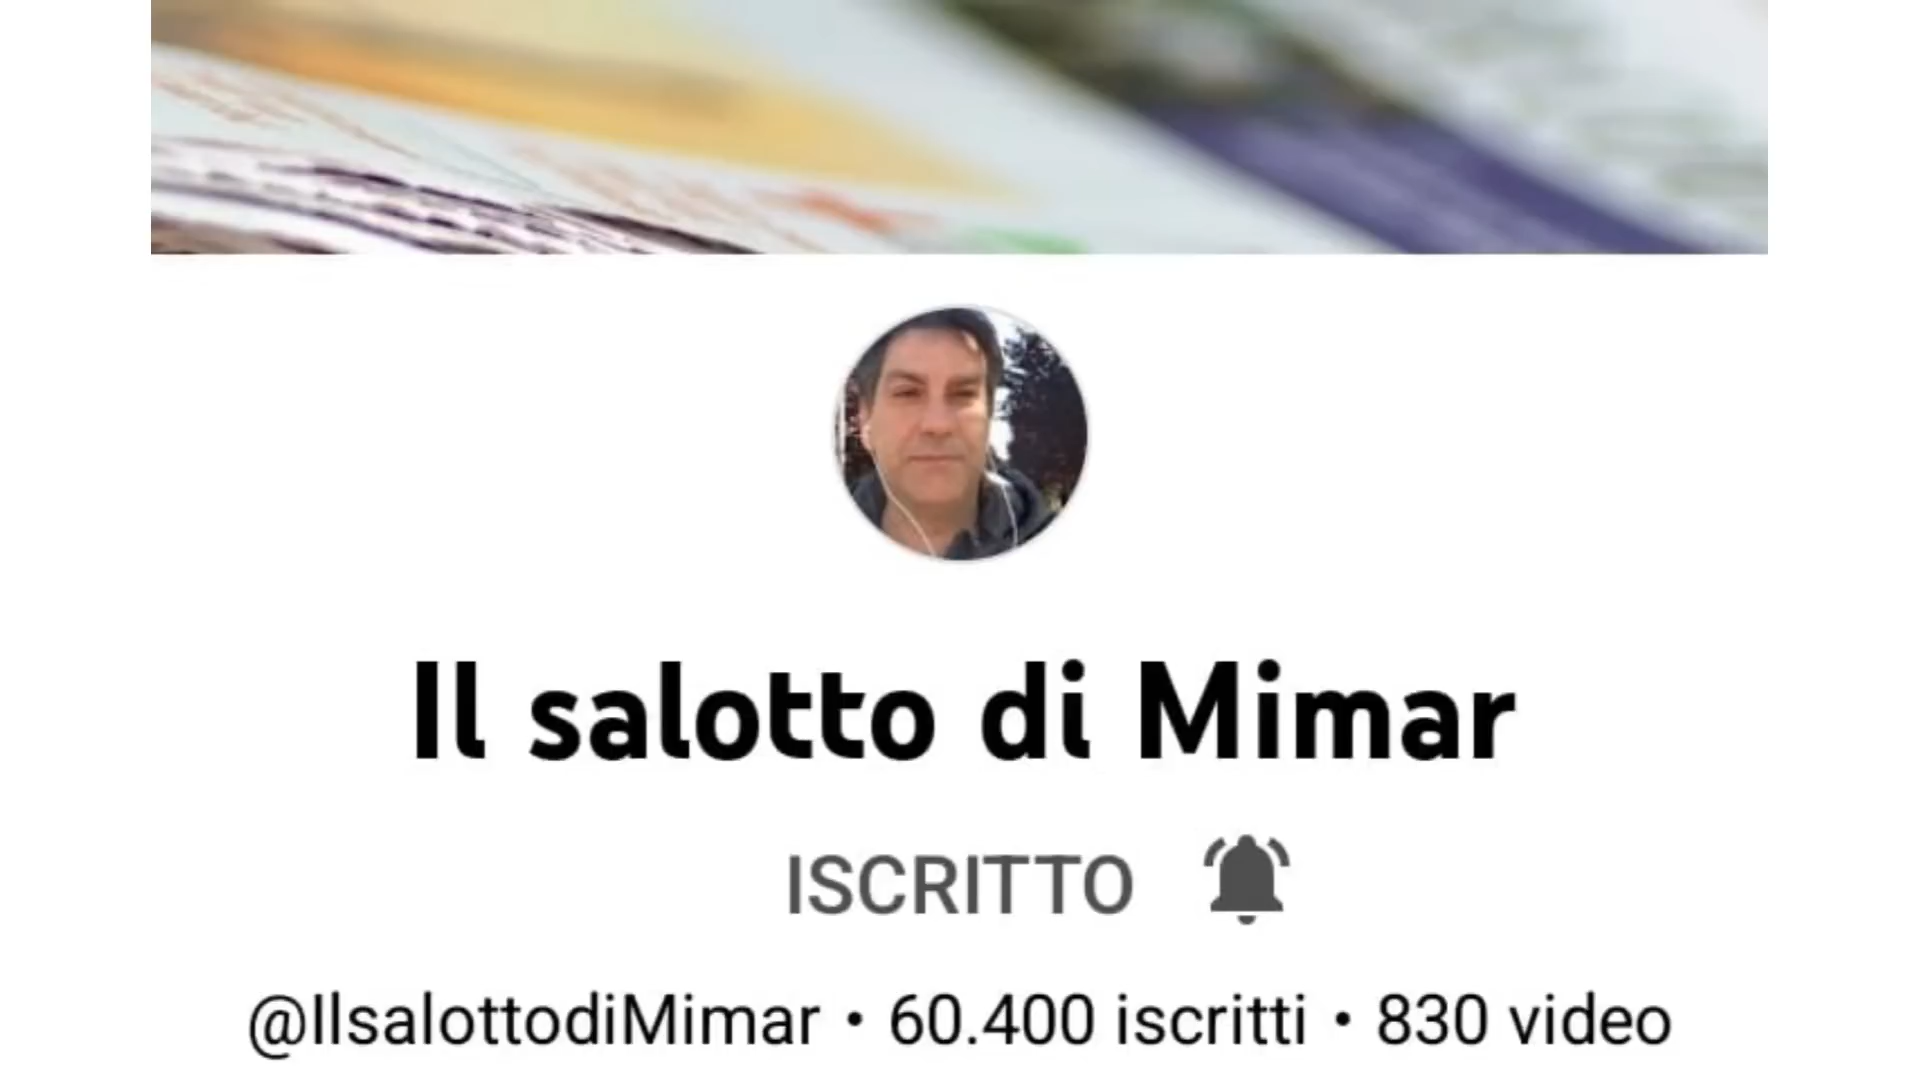 Il salotto di Mimar
ISCRITTO
@IlsalottodiMimar • 60.400 iscritti • 830 video